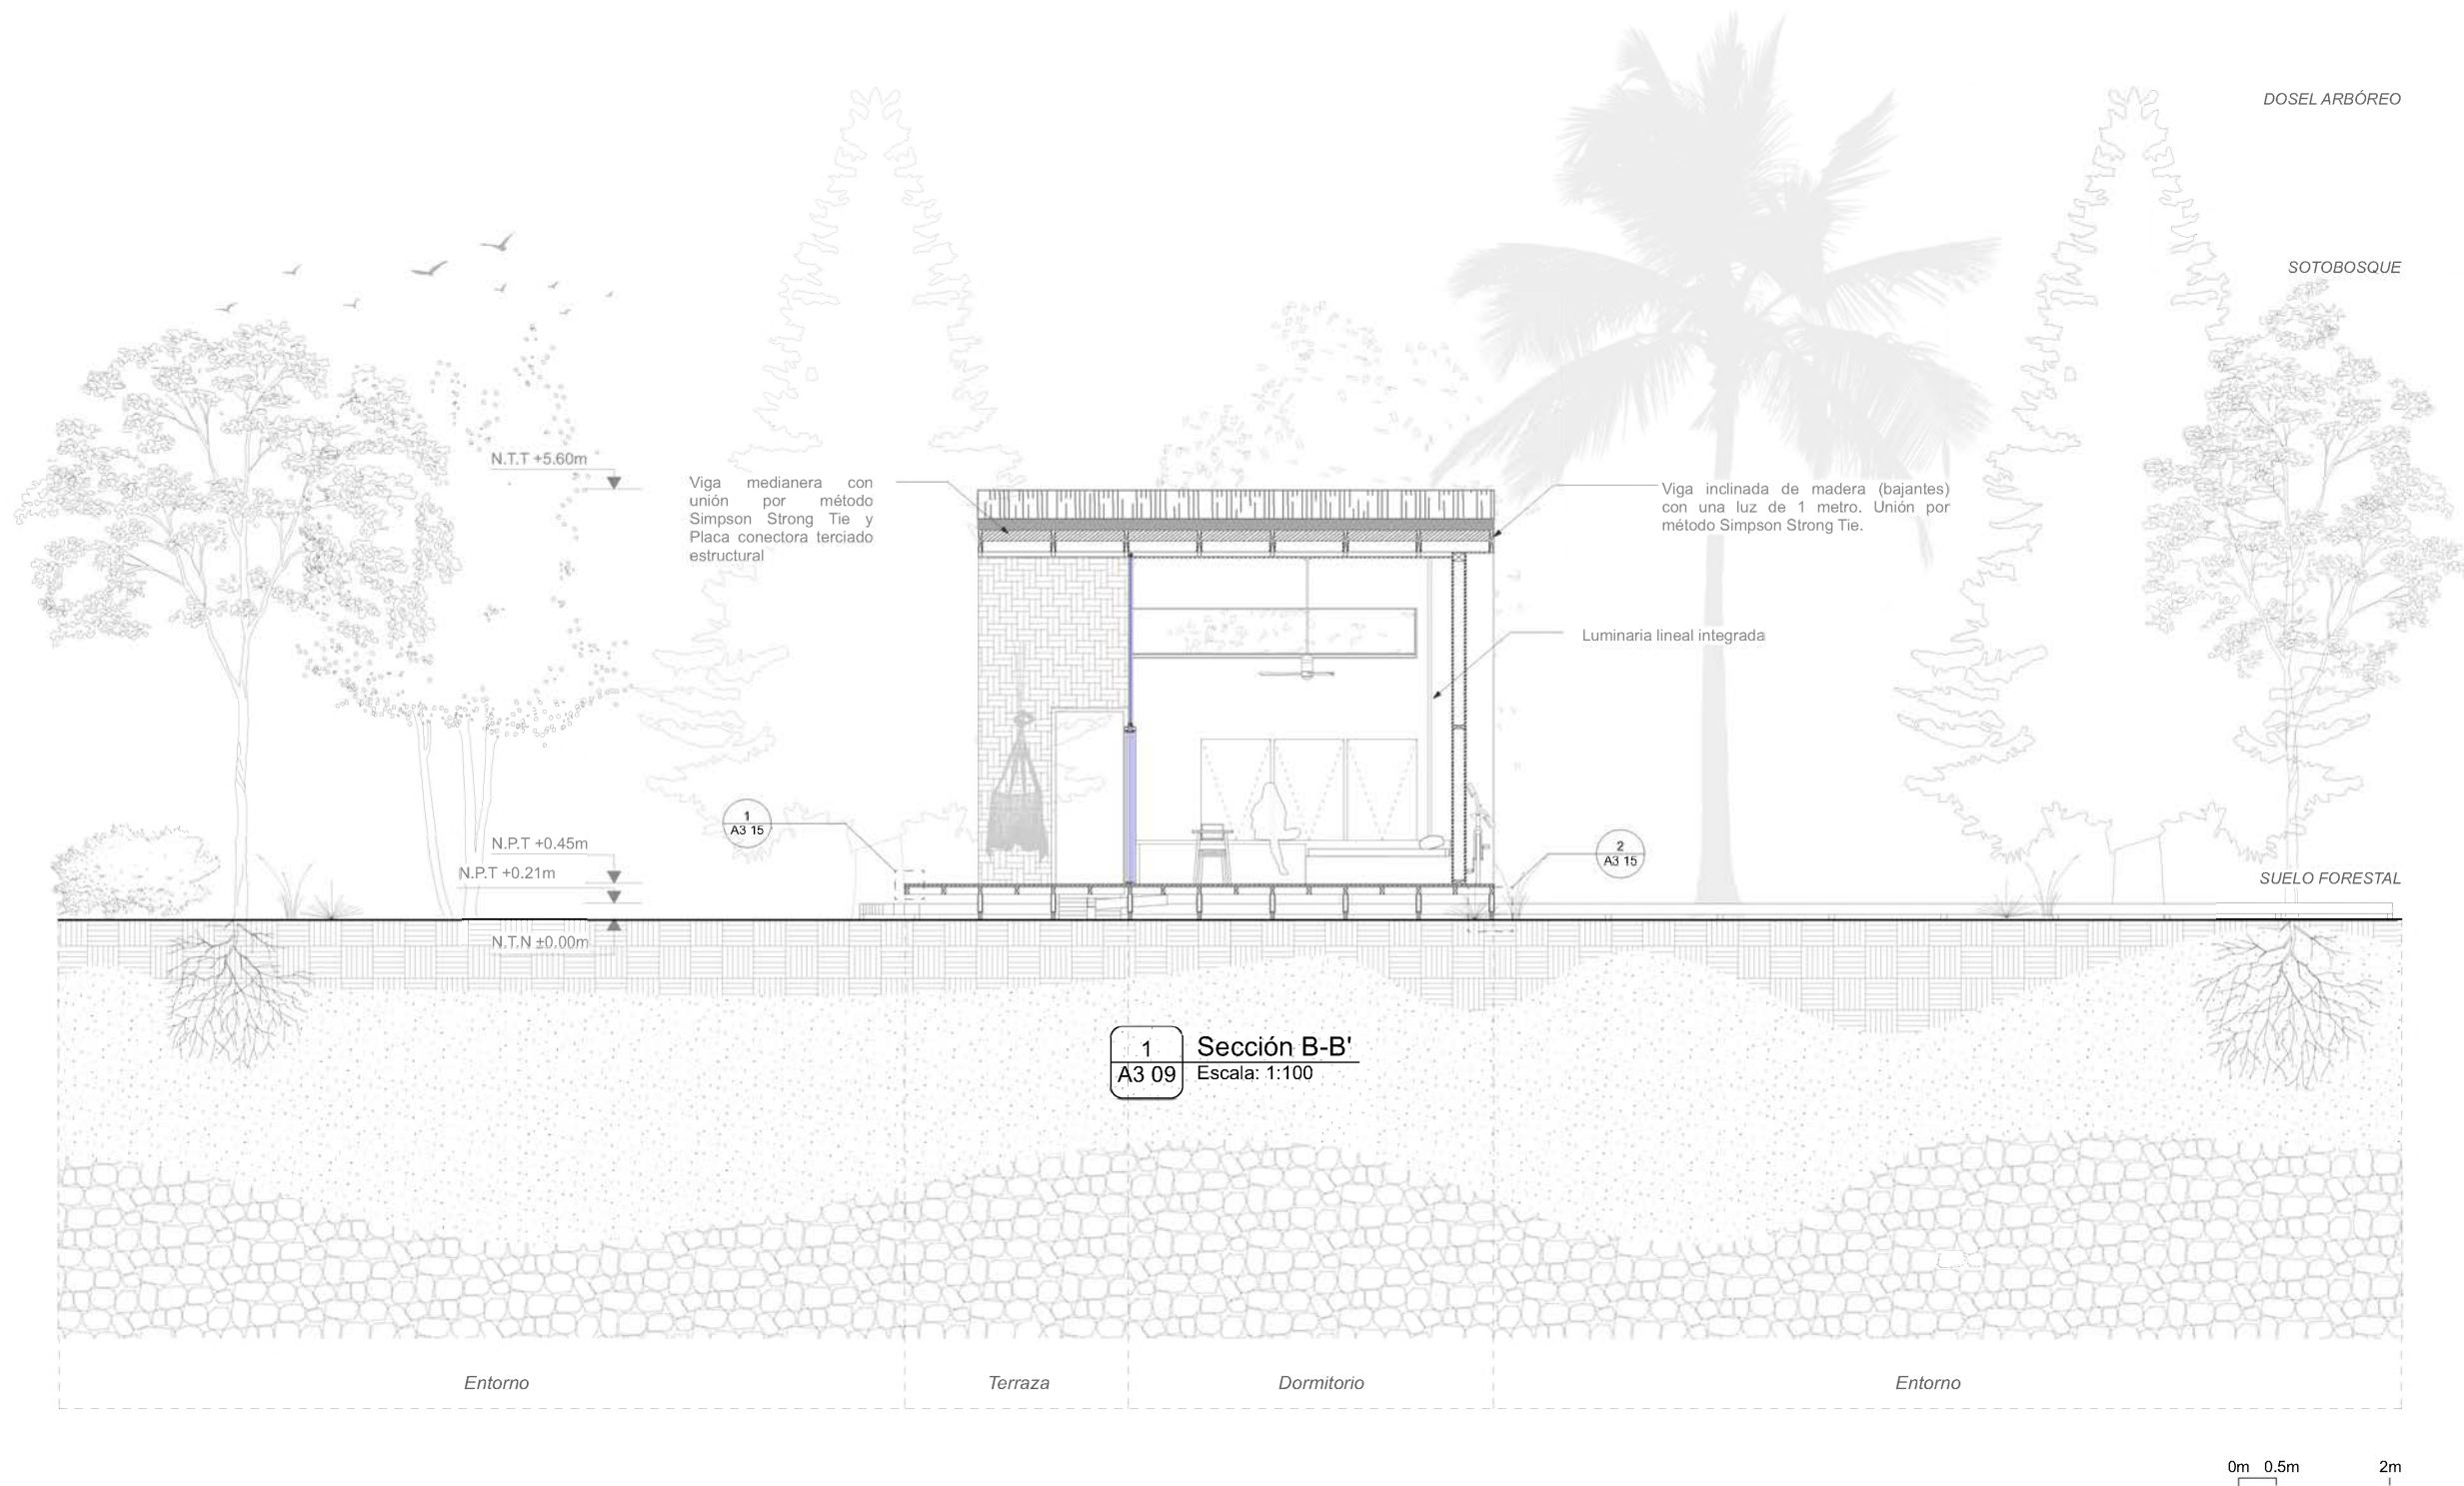 DOSEL ARBÓREO
SOTOBOSQUE
N.T.T +5.60m
Viga medianera con
unión por método
Simpson Strong Tie y
Placa conectora terciado
estructural
Viga inclinada de madera (bajantes)
con una luz de 1 metro. Unión por
método Simpson Strong Tie.
Luminaria lineal integrada
1
A3 15
N.P.T +0.45m
N.P.T +0.21m
2
A3 15
SUELO FORESTAL
N.T.N ±0.00m
1
A3 09
Sección B-B'
Escala: 1:100
Entorno
Terraza
Dormitorio
Entorno
0m 0.5m 2m